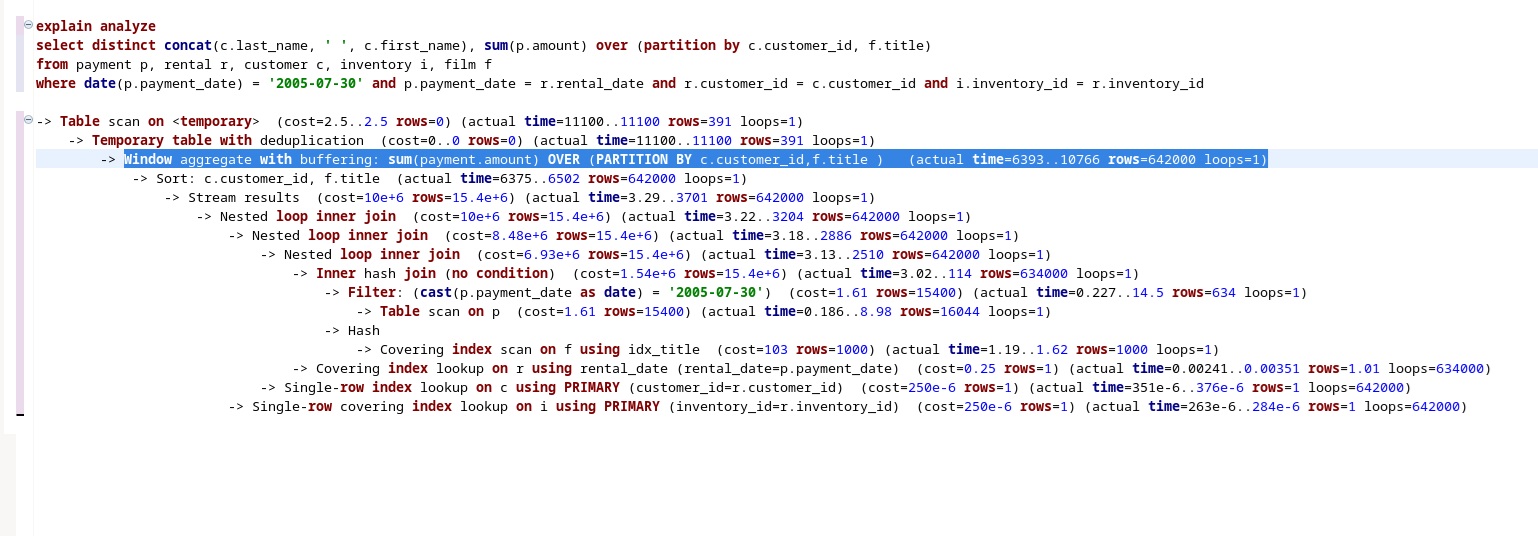 explain analyze
select distinct concat(c.last_name, ' ', c.first_name), sum(p.amount) over (partition by c.customer_id, f.title)
from payment p, rental r, customer c, inventory i, film f
where date(p.payment_date) = '2005-07-30' and p.payment_date = r.rental_date and r.customer_id = c.customer_id and i.inventory_id = r.inventory_id
-> Table scan on <temporary>  (cost=2.5..2.5 rows=0) (actual time=11100..11100 rows=391 loops=1)
-> Temporary table with deduplication  (cost=0..0 rows=0) (actual time=11100..11100 rows=391 loops=1)
-> Window aggregate with buffering: sum(payment.amount) OVER (PARTITION BY c.customer_id,f.title )   (actual time=6393..10766 rows=642000 loops=1)
-> Sort: c.customer_id, f.title  (actual time=6375..6502 rows=642000 loops=1)
-> Stream results  (cost=10e+6 rows=15.4e+6) (actual time=3.29..3701 rows=642000 loops=1)
-> Nested loop inner join  (cost=10e+6 rows=15.4e+6) (actual time=3.22..3204 rows=642000 loops=1)
-> Nested loop inner join  (cost=8.48e+6 rows=15.4e+6) (actual time=3.18..2886 rows=642000 loops=1)
-> Nested loop inner join  (cost=6.93e+6 rows=15.4e+6) (actual time=3.13..2510 rows=642000 loops=1)
-> Inner hash join (no condition)  (cost=1.54e+6 rows=15.4e+6) (actual time=3.02..114 rows=634000 loops=1)
-> Filter: (cast(p.payment_date as date) = '2005-07-30')  (cost=1.61 rows=15400) (actual time=0.227..14.5 rows=634 loops=1)
-> Table scan on p  (cost=1.61 rows=15400) (actual time=0.186..8.98 rows=16044 loops=1)
-> Hash
-> Covering index scan on f using idx_title  (cost=103 rows=1000) (actual time=1.19..1.62 rows=1000 loops=1)
-> Covering index lookup on r using rental_date (rental_date=p.payment_date)  (cost=0.25 rows=1) (actual time=0.00241..0.00351 rows=1.01 loops=634000)
-> Single-row index lookup on c using PRIMARY (customer_id=r.customer_id)  (cost=250e-6 rows=1) (actual time=351e-6..376e-6 rows=1 loops=642000)
-> Single-row covering index lookup on i using PRIMARY (inventory_id=r.inventory_id)  (cost=250e-6 rows=1) (actual time=263e-6..284e-6 rows=1 loops=642000)